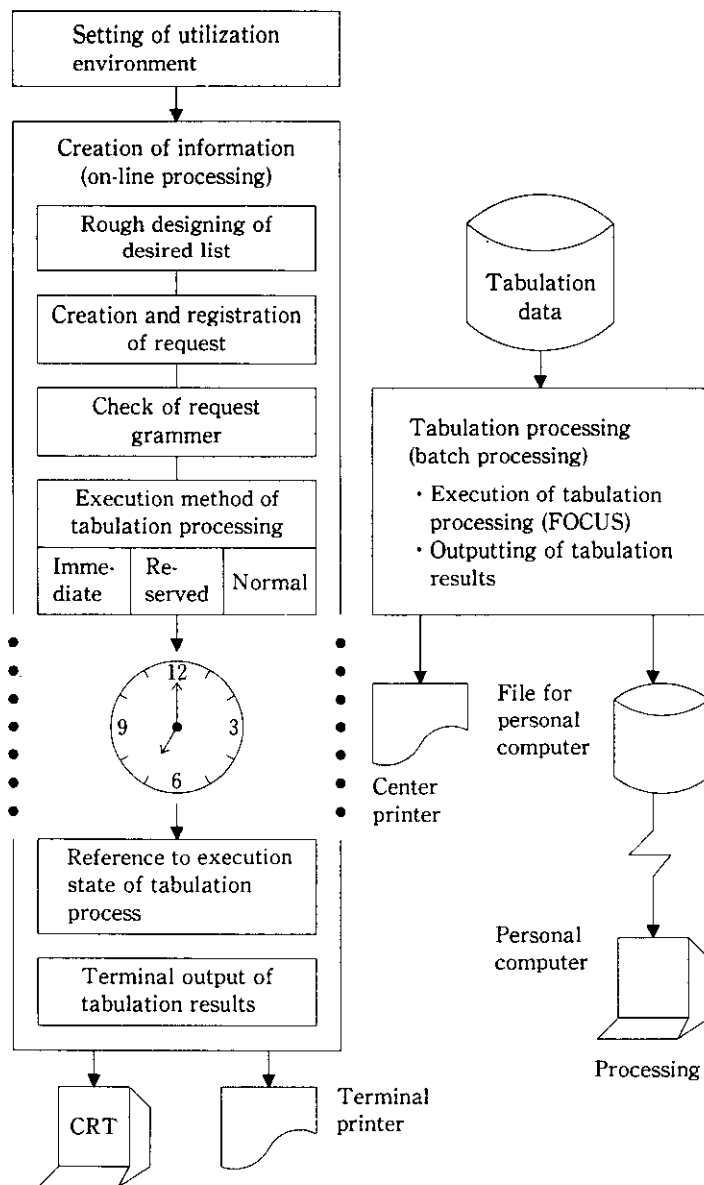 Setting of utilization
environment
Creation of information
(on-line processing)
Rough designing of
desired list
Creation and registration
of request
Check of request
grammer
Execution method of
tabulation processing
Imme-
diate
Re-
served
Normal
12
9
3
6
Reference to execution
state of tabulation
process
Terminal output of
tabulation results
CRT
Terminal
printer
Tabulation
data
Tabulation processing
(batch processing)
・Execution of tabulation
processing (FOCUS)
・Outputting of tabulation
results
Center
printer
File for
personal
computer
Personal
computer
Processing